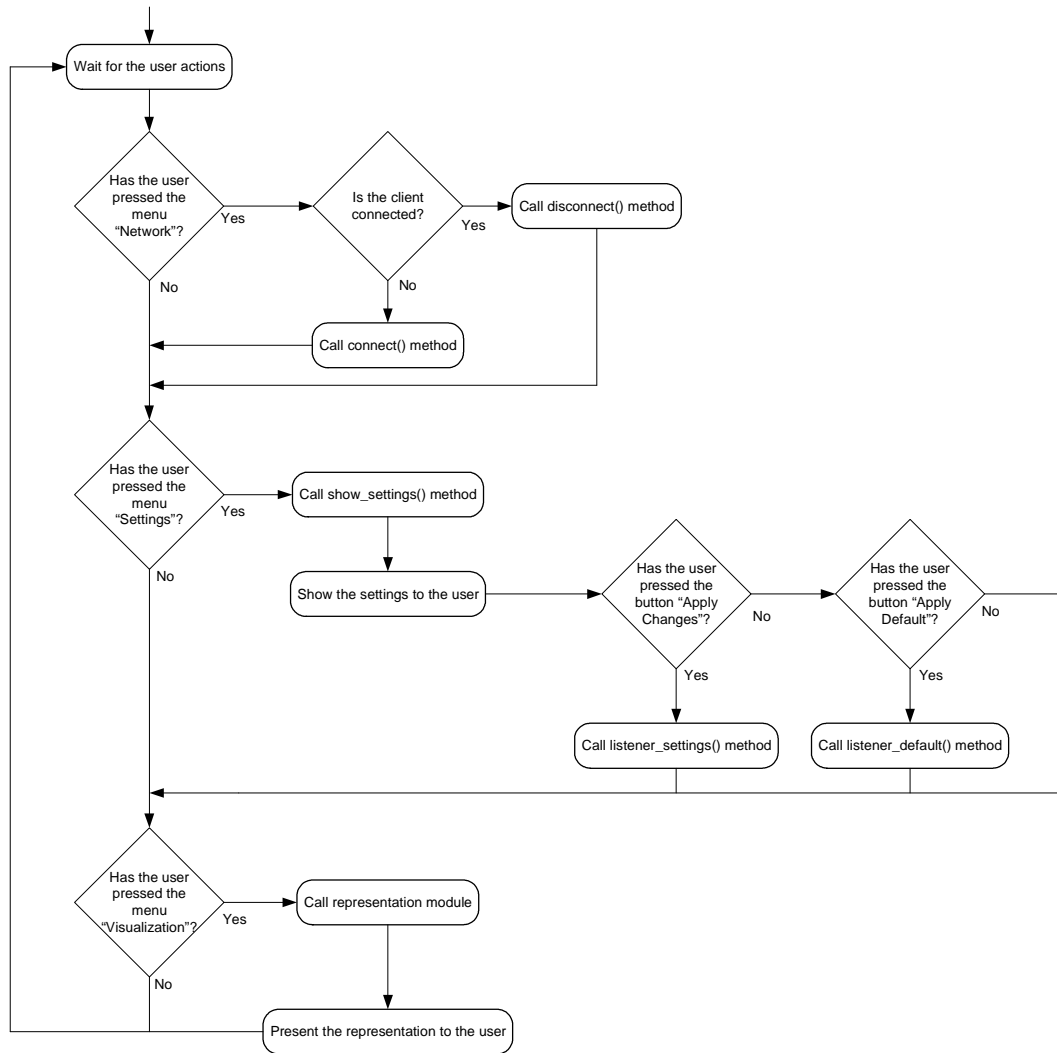 Wait for the user actions
Has the user
pressed the
menu
“Network”?
Yes
No
Is the client
connected?
Yes
No
Call disconnect() method
Call connect() method
Has the user
pressed the
menu
“Settings”?
Yes
No
Call show_settings() method
Show the settings to the user
Has the user
pressed the
button “Apply
Changes”?
No
Yes
Has the user
pressed the
button “Apply
Default”?
No
Yes
Call listener_settings() method
Call listener_default() method
Has the user
pressed the
menu
“Visualization”?
Yes
No
Call representation module
Present the representation to the user